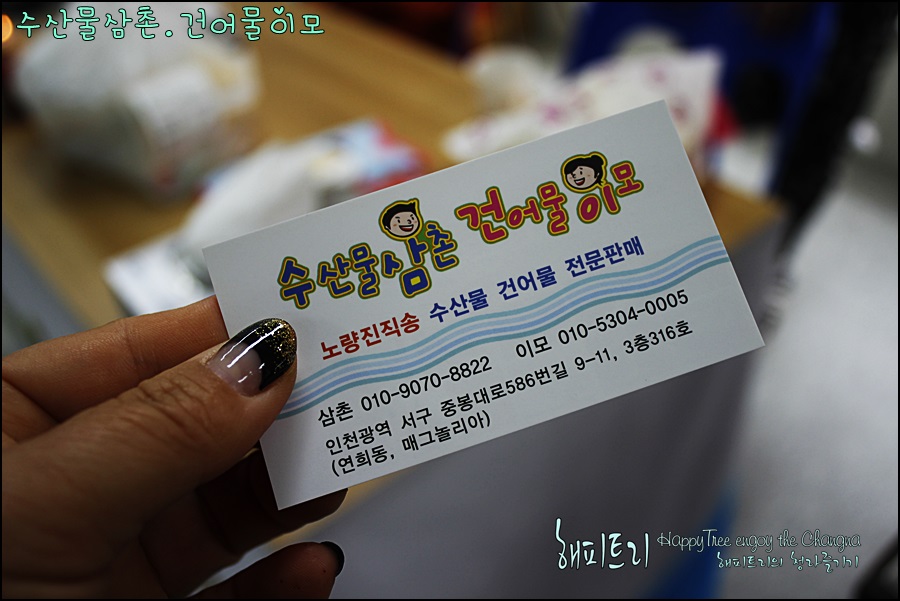 수산물삼촌.건어물이모
수산물삼촌 건어물이모
노량진직송 수산물 건어물 전문판매
삼촌 010-9070-8822 이모 010-5304-0005
인천광역 서구 중봉대로586번길 9-11, 3층316호
(연희동, 매그놀리아)
해피트리 HappyTree engoy the Chongna
해피트리의 청라즐기기